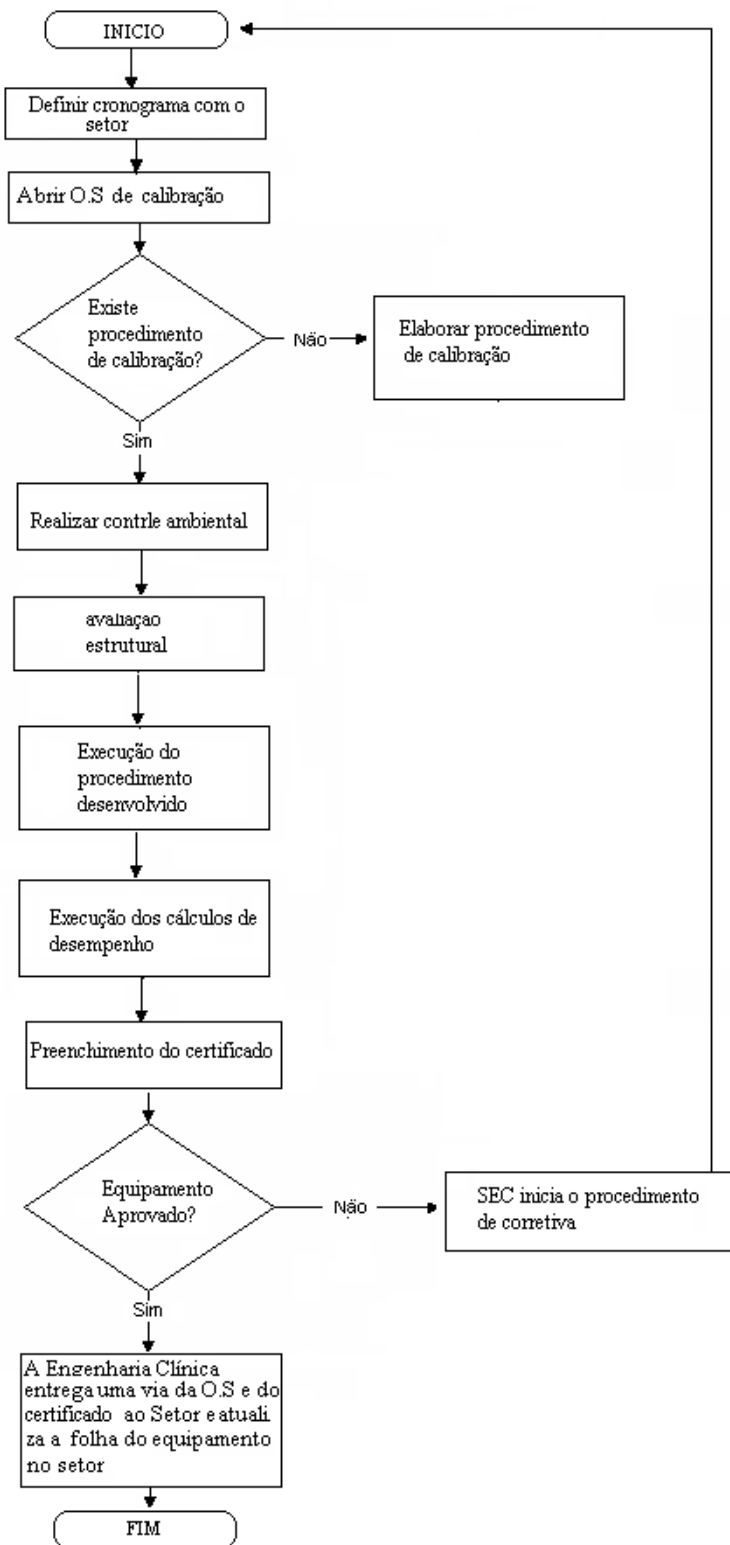 INICIO
Definir cronograma com o
setor
Abrir O.S de calibração
Existe
procedimento
de calibração?
Não
Elaborar procedimento
de calibração
Sim
Realizar contrle ambiental
avaliaçao
estrutural
Execução do
procedimento
desenvolvido
Execução dos cálculos de
desempenho
Preenchimento do certificado
Equipamento
Aprovado?
Não
SEC inicia o procedimento
de corretiva
Sim
A Engenharia Clínica
entrega uma via da O.S e do
certificado ao Setor e atuali
za a folha do equipamento
no setor
FIM